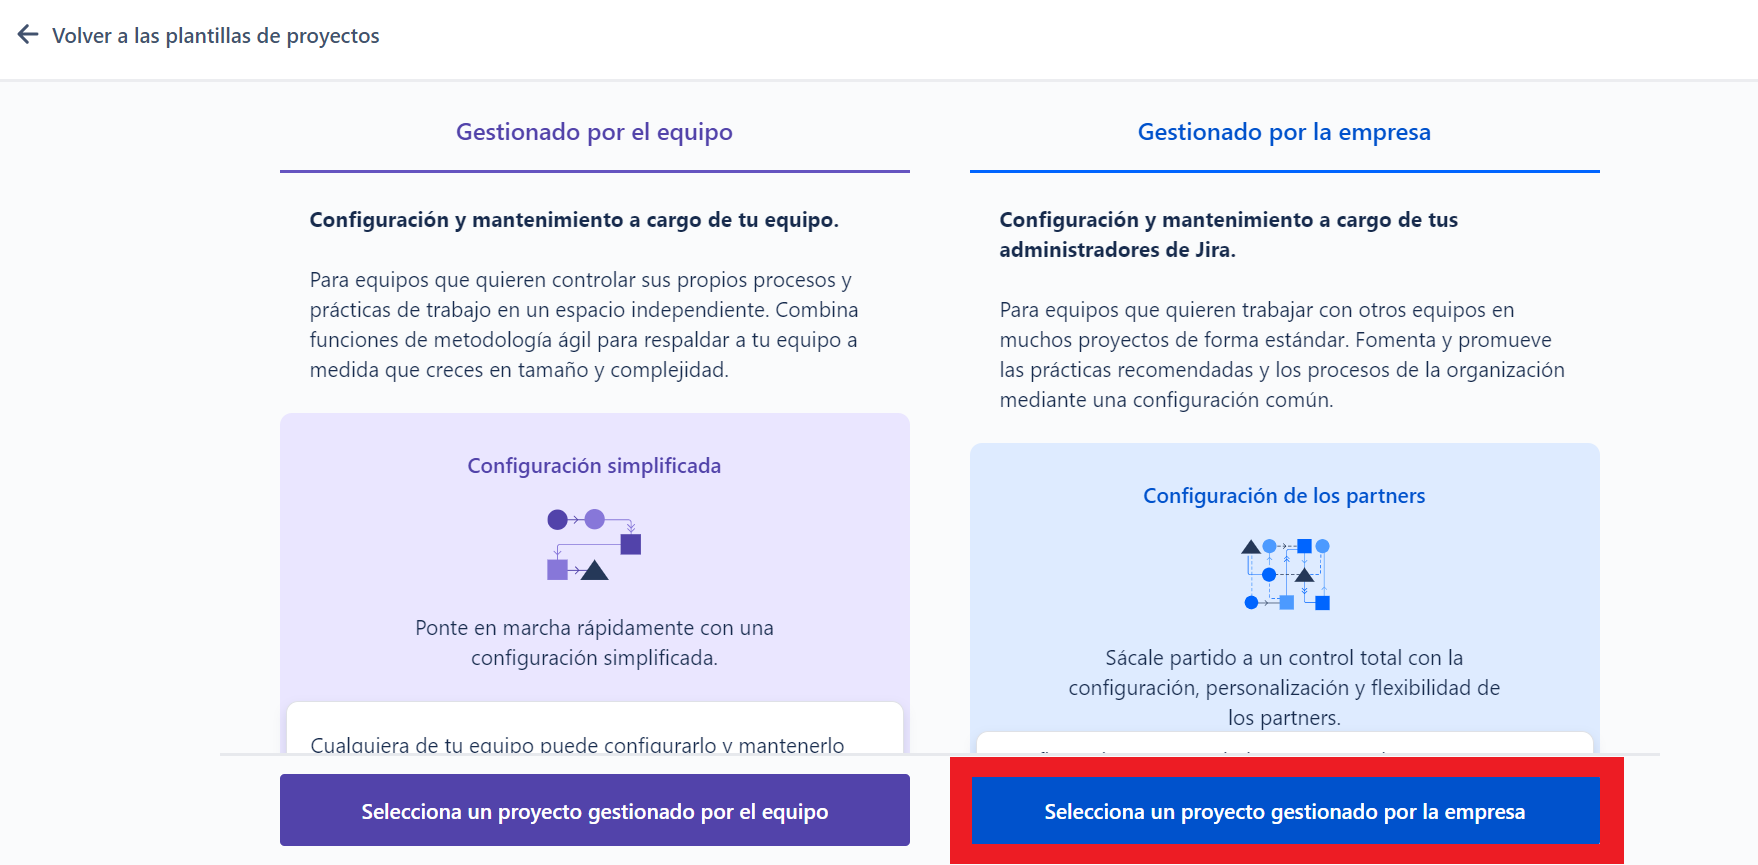 Volver a las plantillas de proyectos
Gestionado por el equipo
Configuración y mantenimiento a cargo de tu equipo.
Para equipos que quieren controlar sus propios procesos y
prácticas de trabajo en un espacio independiente. Combina
funciones de metodología ágil para respaldar a tu equipo a
medida que creces en tamaño y complejidad.
Configuración simplificada
Ponte en marcha rápidamente con una
configuración simplificada.
Cualquiera de tu equipo puede configurarlo y mantenerlo
Selecciona un proyecto gestionado por el equipo
Gestionado por la empresa
Configuración y mantenimiento a cargo de tus
administradores de Jira.
Para equipos que quieren trabajar con otros equipos en
muchos proyectos de forma estándar. Fomenta y promueve
las prácticas recomendadas y los procesos de la organización
mediante una configuración común.
Configuración de los partners
Sácale partido a un control total con la
configuración, personalización y flexibilidad de
los partners.
Selecciona un proyecto gestionado por la empresa